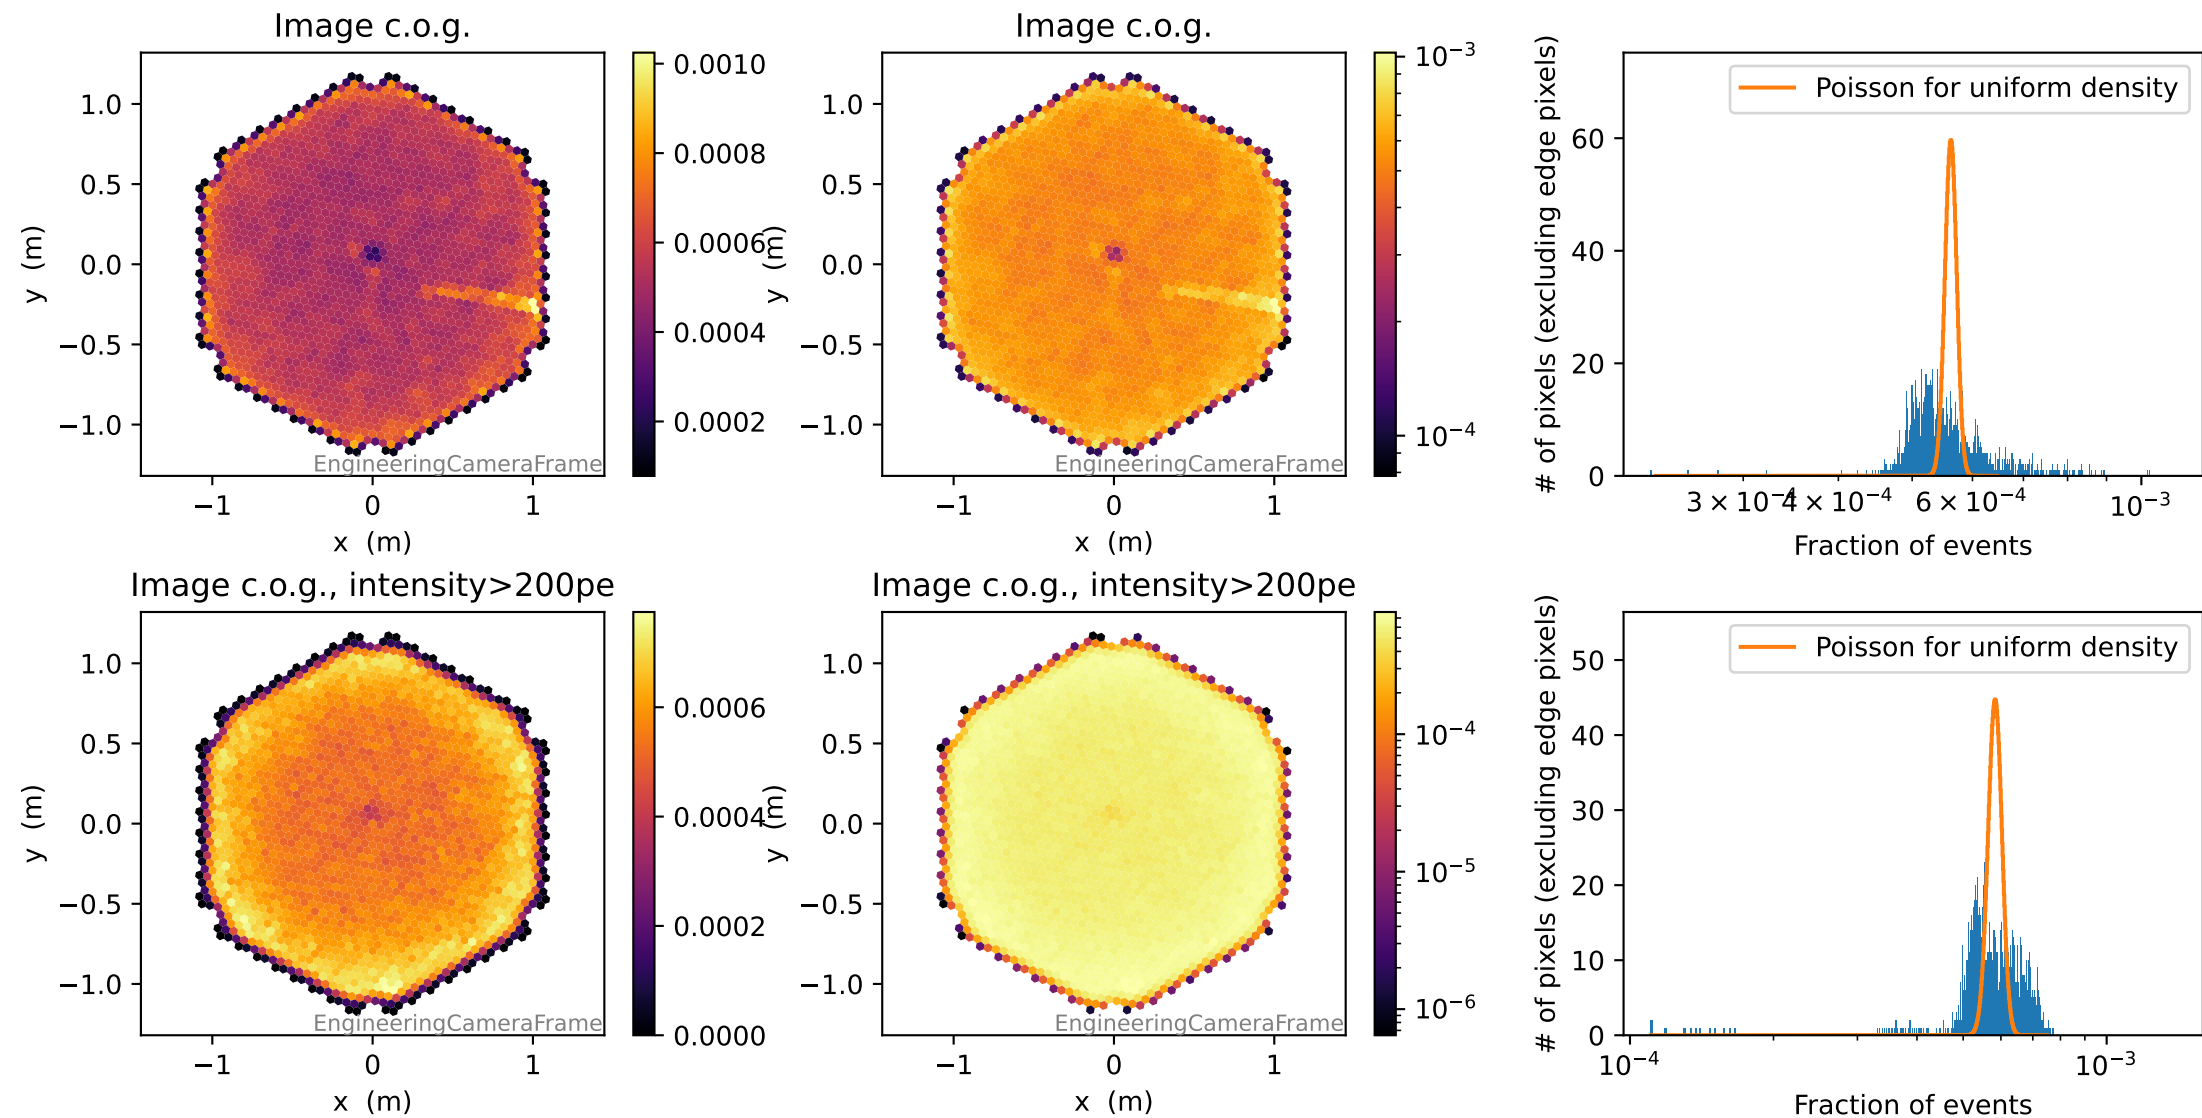 Image c.o.g.
1.0
0.5
0.0
−0.5
−1.0
y (m)
−1
0
1
x (m)
EngineeringCameraFrame
0.0010
0.0008
0.0006
0.0004
0.0002
Image c.o.g.
1.0
0.5
0.0
−0.5
−1.0
y (m)
−1
0
1
x (m)
EngineeringCameraFrame
10⁻³
10⁻⁴
Poisson for uniform density
# of pixels (excluding edge pixels)
60
40
20
0
3 × 10⁻⁴
4 × 10⁻⁴
6 × 10⁻⁴
10⁻³
Fraction of events
Image c.o.g., intensity>200pe
1.0
0.5
0.0
−0.5
−1.0
y (m)
−1
0
1
x (m)
EngineeringCameraFrame
0.0006
0.0004
0.0002
0.0000
Image c.o.g., intensity>200pe
1.0
0.5
0.0
−0.5
−1.0
y (m)
−1
0
1
x (m)
EngineeringCameraFrame
10⁻⁴
10⁻⁵
10⁻⁶
Poisson for uniform density
# of pixels (excluding edge pixels)
50
40
30
20
10
0
10⁻⁴
10⁻³
Fraction of events